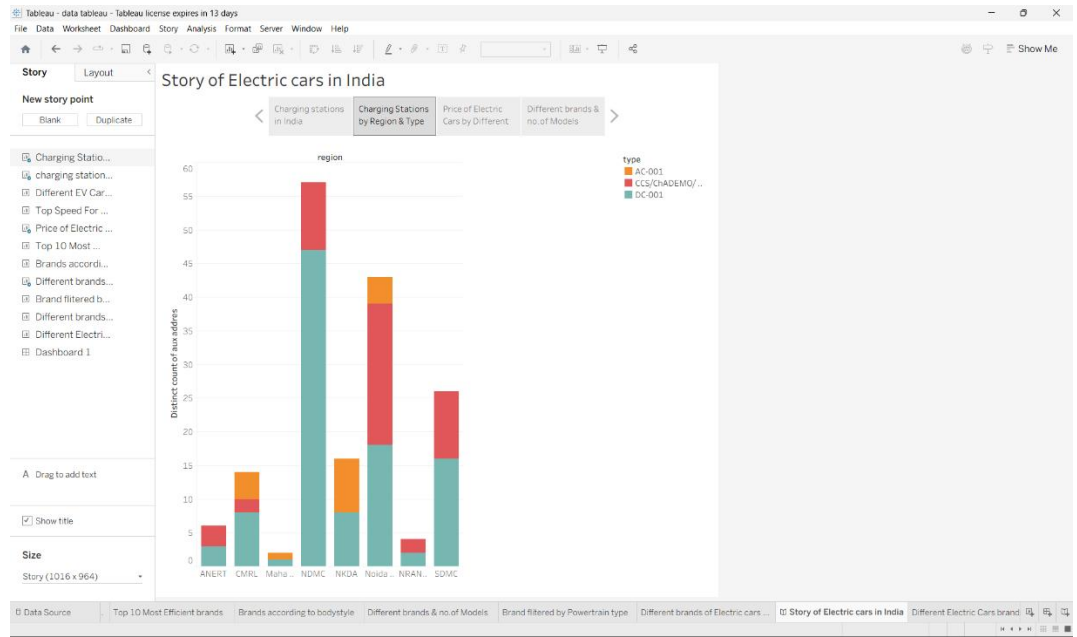 Tableau - data tableau - Tableau license expires in 13 days
File Data Worksheet Dashboard Story Analysis Format Server Window Help
Show Me
Story Layout
New story point
Blank Duplicate
Charging Statio...
charging station...
Different EV Car...
Top Speed For ...
Price of Electric ...
Top 10 Most ...
Brands accordi...
Different brands...
Brand flitered b...
Different brands...
Different Electri...
Dashboard 1
A Drag to add text
Show title
Size
Story (1016 x 964)
Story of Electric cars in India
Charging stations
in India
Charging Stations
by Region & Type
Price of Electric
Cars by Different
Different brands &
no. of Models
region
60
55
50
45
40
35
30
25
20
15
10
5
0
Distinct count of aux addres
ANERT CMRL Maha .. NDMC NKDA Noida .. NRAN.. SDMC
type
AC-001
CCS/ChADEMO/ ..
DC-001
Data Source Top 10 Most Efficient brands Brands according to bodystyle Different brands & no.of Models Brand flitered by Powertrain type Different brands of Electric cars ... Story of Electric cars in India Different Electric Cars brand